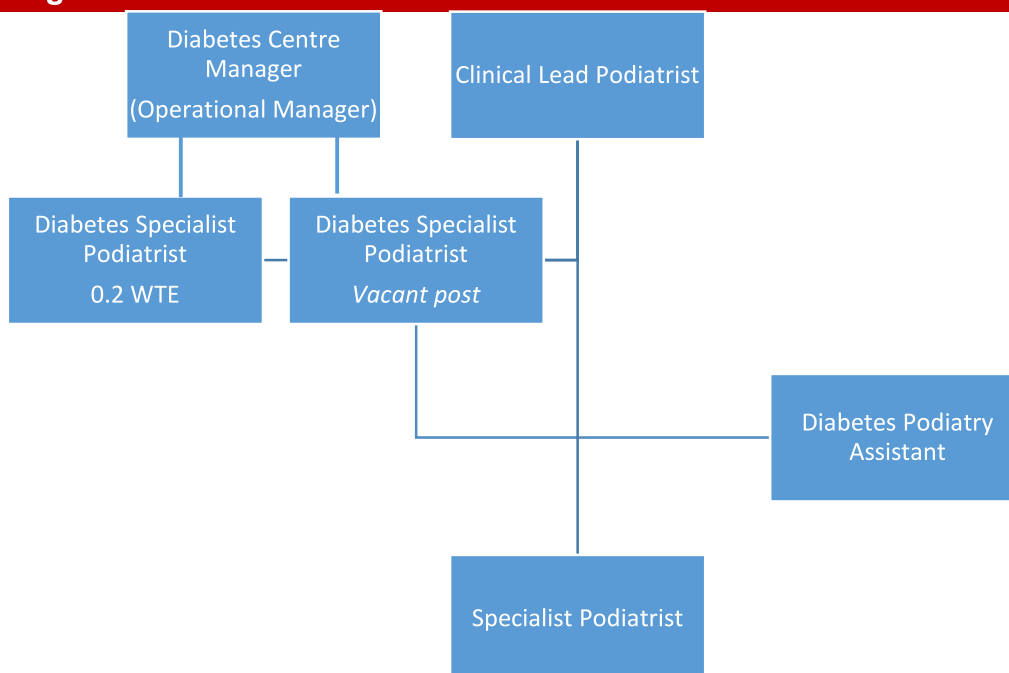 Diabetes Centre
Manager
(Operational Manager)
Clinical Lead Podiatrist
Diabetes Specialist
Podiatrist
0.2 WTE
Diabetes Specialist
Podiatrist
Vacant post
Diabetes Podiatry
Assistant
Specialist Podiatrist